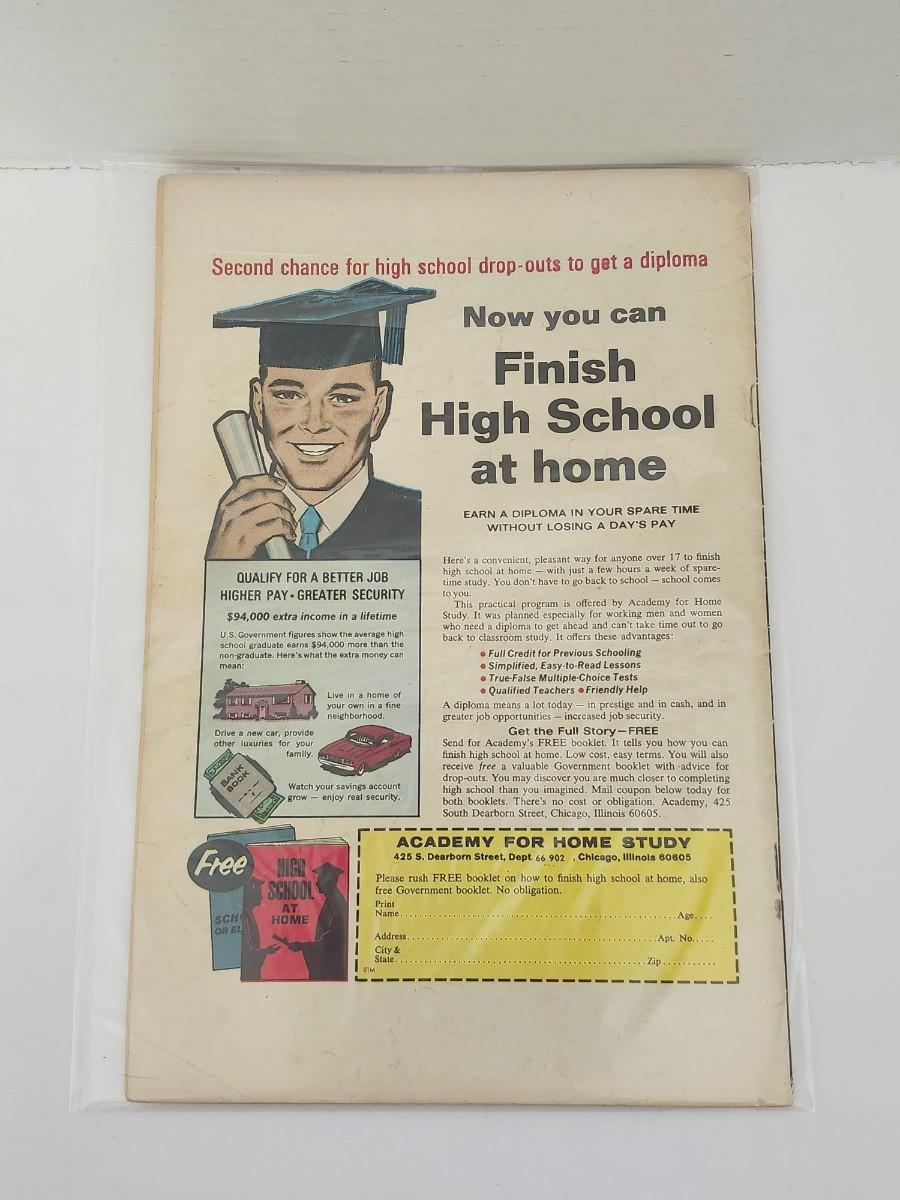 Second chance for high school drop-outs to get a diploma
Now you can
Finish
High School
at home
EARN A DIPLOMA IN YOUR SPARE TIME
WITHOUT LOSING A DAY'S PAY
QUALIFY FOR A BETTER JOB
HIGHER PAY • GREATER SECURITY
$94,000 extra income in a lifetime
U.S. Government figures show the average high
school graduate earns $94,000 more than the
non-graduate. Here's what the extra money can
mean:
Live in a home of
your own in a fine
neighborhood.
Drive a new car, provide
other luxuries for your
family.
BANK
BOOK
Watch your savings account
grow — enjoy real security.
Here's a convenient, pleasant way for anyone over 17 to finish
high school at home — with just a few hours a week of spare-
time study. You don't have to go back to school — school comes
to you.
This practical program is offered by Academy for Home
Study. It was planned especially for working men and women
who need a diploma to get ahead and can't take time out to go
back to classroom study. It offers these advantages:
• Full Credit for Previous Schooling
• Simplified, Easy-to-Read Lessons
• True-False Multiple-Choice Tests
• Qualified Teachers • Friendly Help
A diploma means a lot today — in prestige and in cash, and in
greater job opportunities — increased job security.
Get the Full Story—FREE
Send for Academy's FREE booklet. It tells you how you can
finish high school at home. Low cost, easy terms. You will also
receive free a valuable Government booklet with advice for
drop-outs. You may discover you are much closer to completing
high school than you imagined. Mail coupon below today for
both booklets. There's no cost or obligation. Academy, 425
South Dearborn Street, Chicago, Illinois 60605.
Free
SCH
OR EL
HIGH
SCHOOL
AT
HOME
ACADEMY FOR HOME STUDY
425 S. Dearborn Street, Dept. 66 902 , Chicago, Illinois 60605
Please rush FREE booklet on how to finish high school at home, also
free Government booklet. No obligation.
Print
Name Age
Address Apt. No.
City &
State Zip
01M